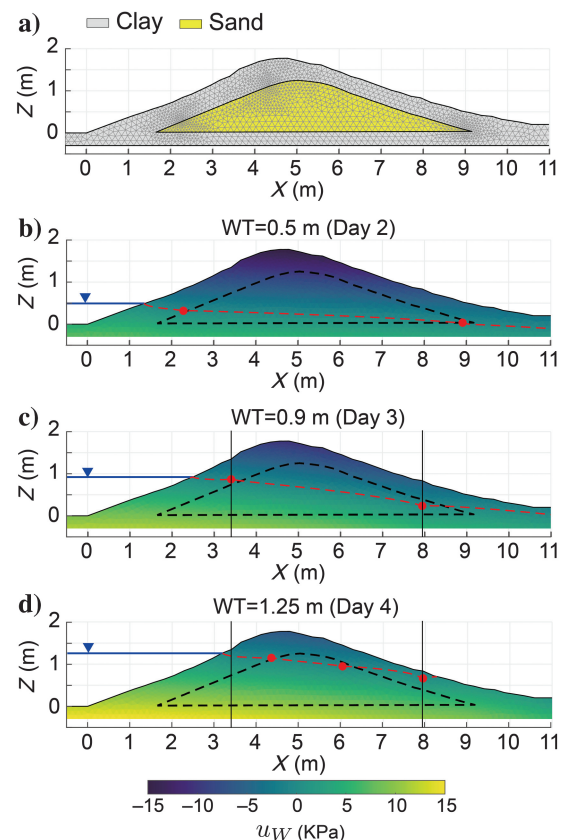 a) Clay Sand
2
1
0
Z (m)
0 1 2 3 4 5 6 7 8 9 10 11
X (m)
b) WT=0.5 m (Day 2)
2
1
0
Z (m)
0 1 2 3 4 5 6 7 8 9 10 11
X (m)
c) WT=0.9 m (Day 3)
2
1
0
Z (m)
0 1 2 3 4 5 6 7 8 9 10 11
X (m)
d) WT=1.25 m (Day 4)
2
1
0
Z (m)
0 1 2 3 4 5 6 7 8 9 10 11
X (m)
−15 −10 −5 0 5 10 15
u_W (KPa)